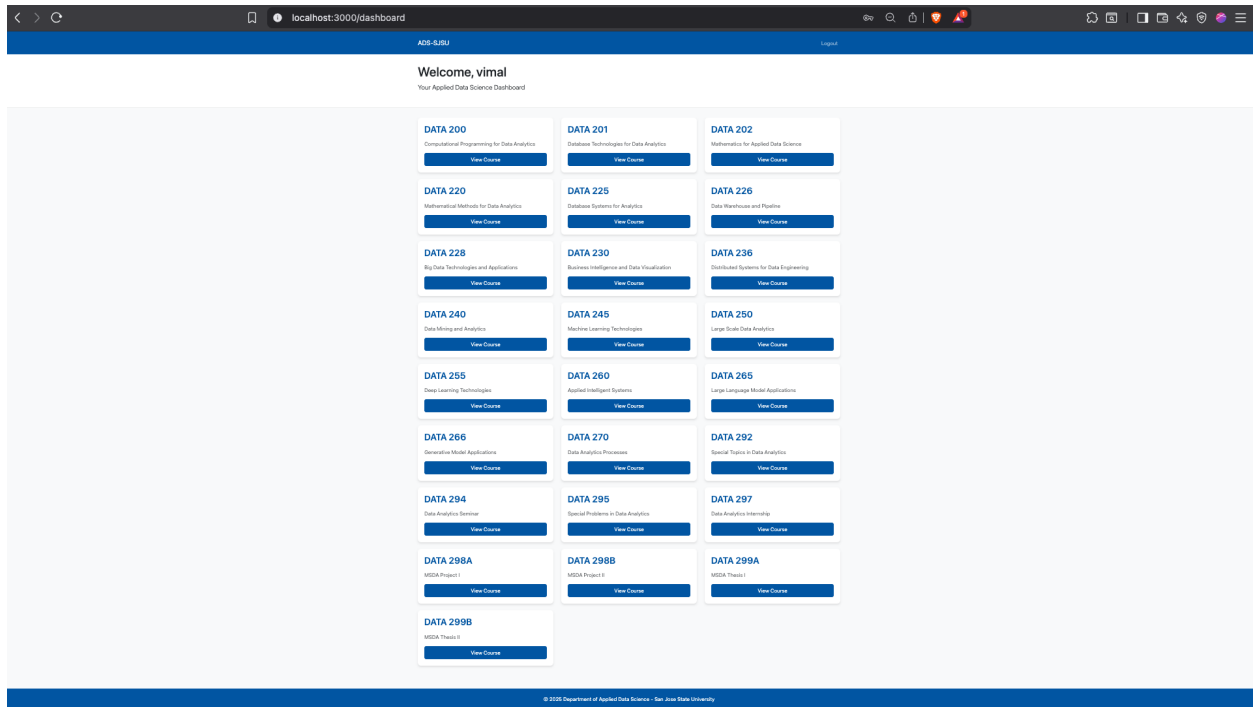 localhost:3000/dashboard
ADS-SJSU
Logout
Welcome, vimal
Your Applied Data Science Dashboard
DATA 200
Computational Programming for Data Analytics
View Course
DATA 201
Database Technologies for Data Analytics
View Course
DATA 202
Mathematics for Applied Data Science
View Course
DATA 220
Mathematical Methods for Data Analytics
View Course
DATA 225
Database Systems for Analytics
View Course
DATA 226
Data Warehouse and Pipeline
View Course
DATA 228
Big Data Technologies and Applications
View Course
DATA 230
Business Intelligence and Data Visualization
View Course
DATA 236
Distributed Systems for Data Engineering
View Course
DATA 240
Data Mining and Analytics
View Course
DATA 245
Machine Learning Technologies
View Course
DATA 250
Large Scale Data Analytics
View Course
DATA 255
Deep Learning Technologies
View Course
DATA 260
Applied Intelligent Systems
View Course
DATA 265
Large Language Model Applications
View Course
DATA 266
Generative Model Applications
View Course
DATA 270
Data Analytics Processes
View Course
DATA 292
Special Topics in Data Analytics
View Course
DATA 294
Data Analytics Seminar
View Course
DATA 295
Special Problems in Data Analytics
View Course
DATA 297
Data Analytics Internship
View Course
DATA 298A
MSDA Project I
View Course
DATA 298B
MSDA Project II
View Course
DATA 299A
MSDA Thesis I
View Course
DATA 299B
MSDA Thesis II
View Course
© 2025 Department of Applied Data Science - San Jose State University